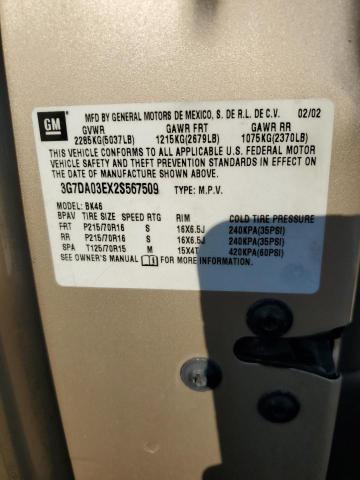 GM
MFD BY GENERAL MOTORS DE MEXICO, S. DE R.L. DE C.V. 02/02
GVWR GAWR FRT GAWR RR
2285KG(5037LB) 1215KG(2679LB) 1075KG(2370LB)
THIS VEHICLE CONFORMS TO ALL APPLICABLE U.S. FEDERAL MOTOR
VEHICLE SAFETY AND THEFT PREVENTION STANDARDS IN EFFECT ON
THE DATE OF MANUFACTURE SHOWN ABOVE.
3G7DA03EX2S567509 TYPE: M.P.V.
MODEL: BK46
BPAV TIRE SIZE SPEED RTG RIM COLD TIRE PRESSURE
FRT P215/70R16 S 16X6.5J 240KPA(35PSI)
RR P215/70R16 S 16X6.5J 240KPA(35PSI)
SPA T125/70R15 M 15X4T 420KPA(60PSI)
SEE OWNER'S MANUAL FOR MORE INFORMATION.